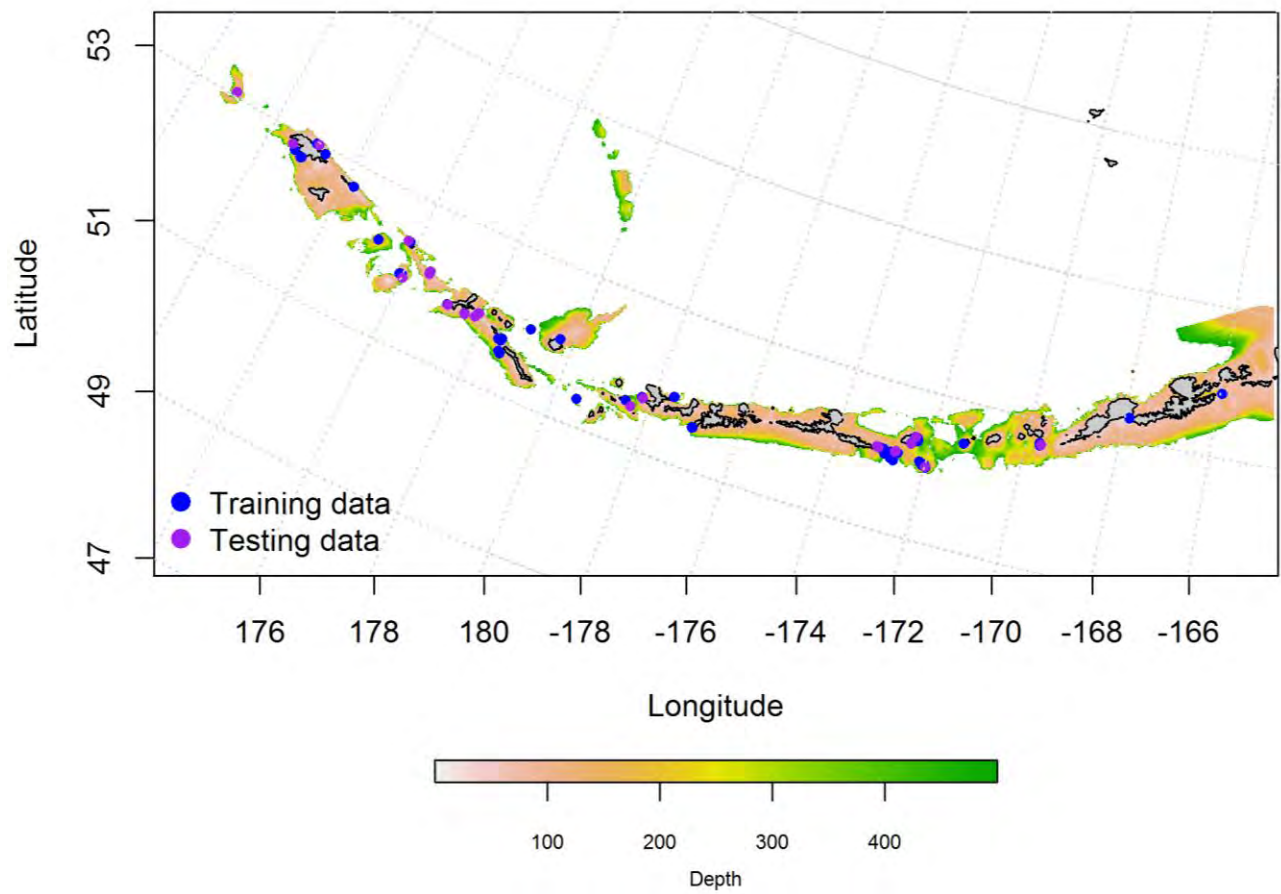 53
51
49
47
Latitude
Training data
Testing data
176 178 180 -178 -176 -174 -172 -170 -168 -166
Longitude
100 200 300 400
Depth